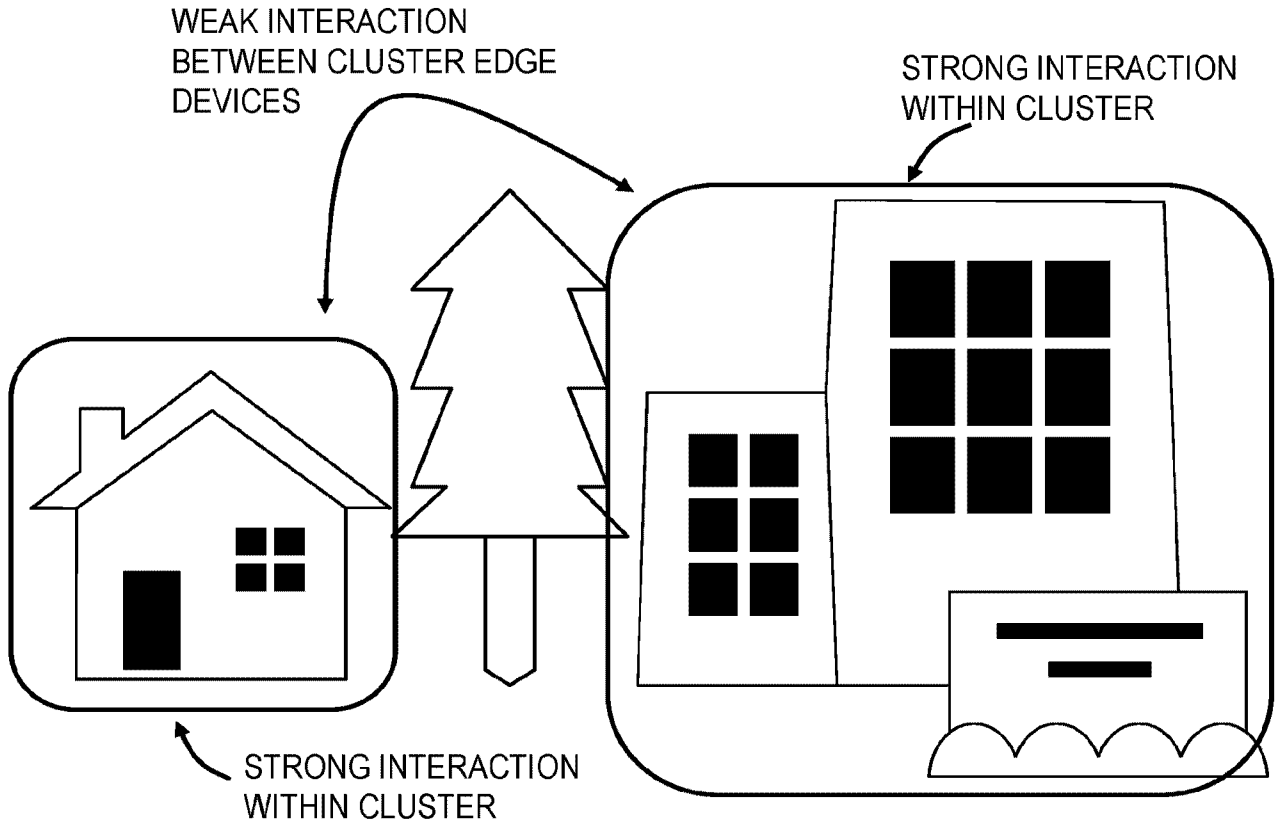 WEAK INTERACTION
BETWEEN CLUSTER EDGE
DEVICES
STRONG INTERACTION
WITHIN CLUSTER
STRONG INTERACTION
WITHIN CLUSTER